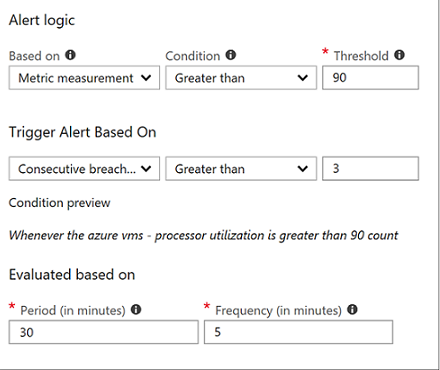 Alert logic
Based on Condition * Threshold
Metric measurement Greater than 90
Trigger Alert Based On
Consecutive breach... Greater than 3
Condition preview
Whenever the azure vms - processor utilization is greater than 90 count
Evaluated based on
* Period (in minutes) * Frequency (in minutes)
30 5